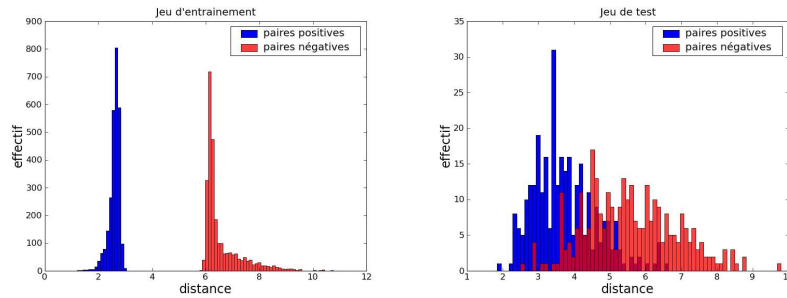 Jeu d'entrainement
900
800
700
600
500
400
300
200
100
0
effectif
paires positives
paires négatives
0 2 4 6 8 10 12
distance
Jeu de test
35
30
25
20
15
10
5
0
effectif
paires positives
paires négatives
1 2 3 4 5 6 7 8 9
distance